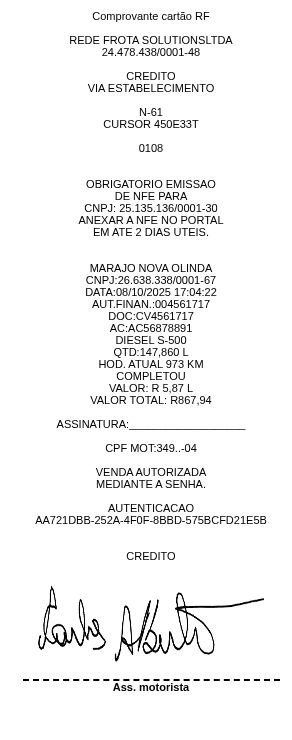 Comprovante cartão RF
REDE FROTA SOLUTIONSLTDA
24.478.438/0001-48
CREDITO
VIA ESTABELECIMENTO
N-61
CURSOR 450E33T
0108
OBRIGATORIO EMISSAO
DE NFE PARA
CNPJ: 25.135.136/0001-30
ANEXAR A NFE NO PORTAL
EM ATE 2 DIAS UTEIS.
MARAJO NOVA OLINDA
CNPJ:26.638.338/0001-67
DATA:08/10/2025 17:04:22
AUT.FINAN.:004561717
DOC:CV4561717
AC:AC56878891
DIESEL S-500
QTD:147,860 L
HOD. ATUAL 973 KM
COMPLETOU
VALOR: R 5,87 L
VALOR TOTAL: R867,94
ASSINATURA:___________________
CPF MOT:349..-04
VENDA AUTORIZADA
MEDIANTE A SENHA.
AUTENTICACAO
AA721DBB-252A-4F0F-8BBD-575BCFD21E5B
CREDITO
Carlos
Ass. motorista